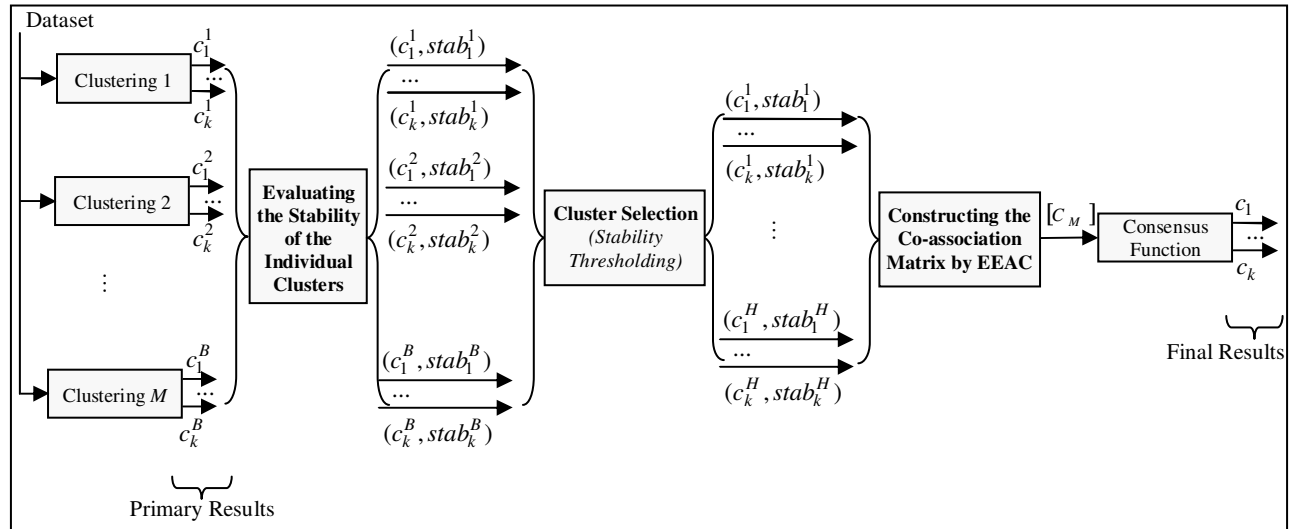 Dataset
Clustering 1
c_1^1
...
c_k^1
Clustering 2
c_1^2
...
c_k^2
⋮
Clustering M
c_1^B
...
c_k^B
Primary Results
Evaluating
the Stability
of the
Individual
Clusters
(c_1^1, stab_1^1)
...
(c_k^1, stab_k^1)
(c_1^2, stab_1^2)
...
(c_k^2, stab_k^2)
(c_1^B, stab_1^B)
...
(c_k^B, stab_k^B)
Cluster Selection
(Stability
Thresholding)
(c_1^1, stab_1^1)
...
(c_k^1, stab_k^1)
⋮
(c_1^H, stab_1^H)
...
(c_k^H, stab_k^H)
Constructing the
Co-association
Matrix by EEAC
[C_M]
Consensus
Function
c_1
...
c_k
Final Results